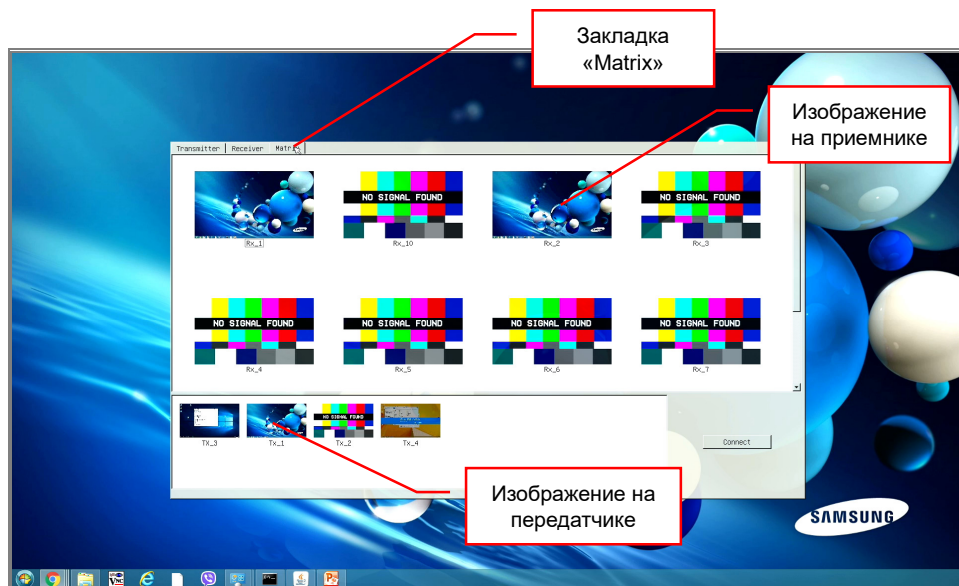 Закладка
«Matrix»
Изображение
на приемнике
Transmitter Receiver Matrix
NO SIGNAL FOUND
NO SIGNAL FOUND
Rx_1 Rx_10 Rx_2 Rx_3
NO SIGNAL FOUND NO SIGNAL FOUND NO SIGNAL FOUND NO SIGNAL FOUND
Rx_4 Rx_5 Rx_6 Rx_7
NO SIGNAL FOUND
TX_3 Tx_1 Tx_2 Tx_4
Connect
Изображение на
передатчике
SAMSUNG